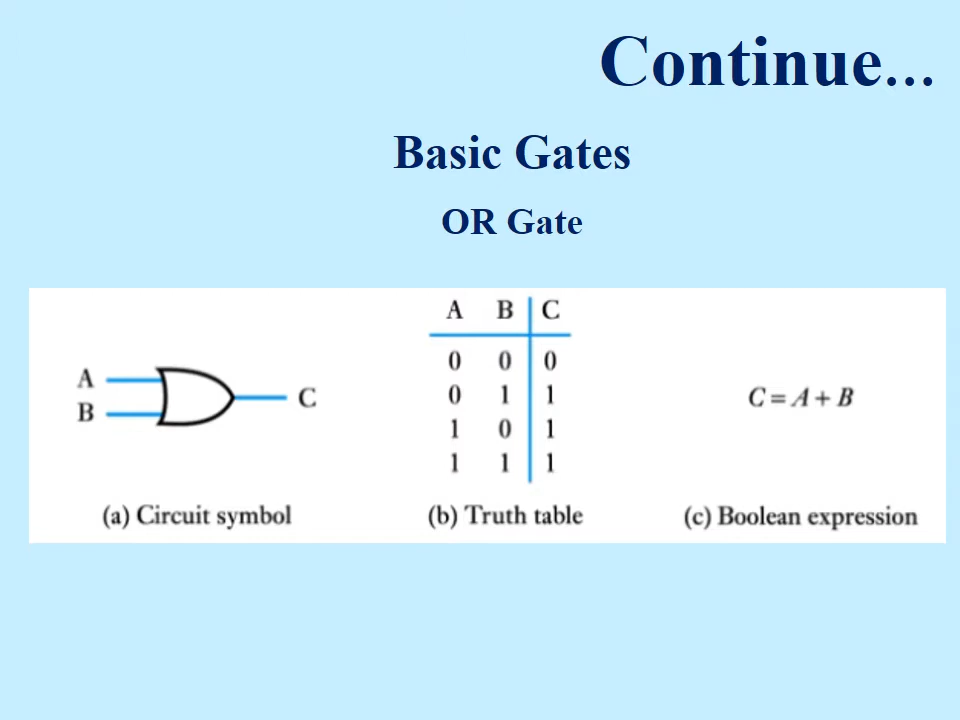 Continue...
Basic Gates
OR Gate
A B C
0 0 0
0 1 1
1 0 1
1 1 1
A
B
C
C = A + B
(a) Circuit symbol
(b) Truth table
(c) Boolean expression